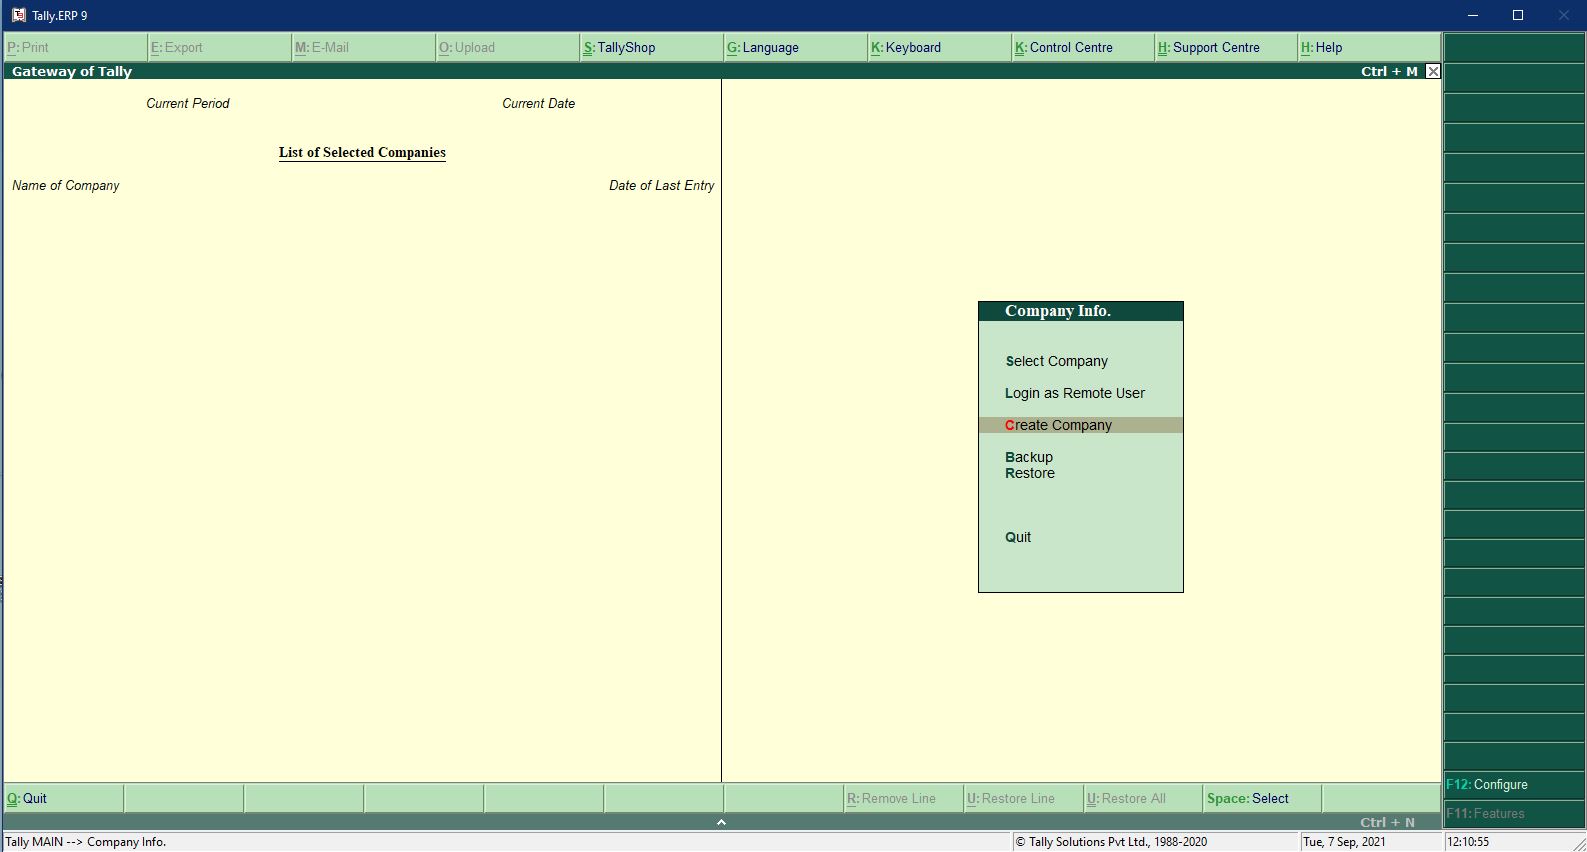 Tally.ERP 9
P: Print E: Export M: E-Mail O: Upload S: TallyShop G: Language K: Keyboard K: Control Centre H: Support Centre H: Help
Gateway of Tally Ctrl + M
Current Period Current Date
List of Selected Companies
Name of Company Date of Last Entry
Company Info.
Select Company
Login as Remote User
Create Company
Backup
Restore
Quit
F12: Configure
Q: Quit R: Remove Line U: Restore Line U: Restore All Space: Select
F11: Features
Ctrl + N
Tally MAIN --> Company Info. © Tally Solutions Pvt Ltd., 1988-2020 Tue, 7 Sep, 2021 12:10:55